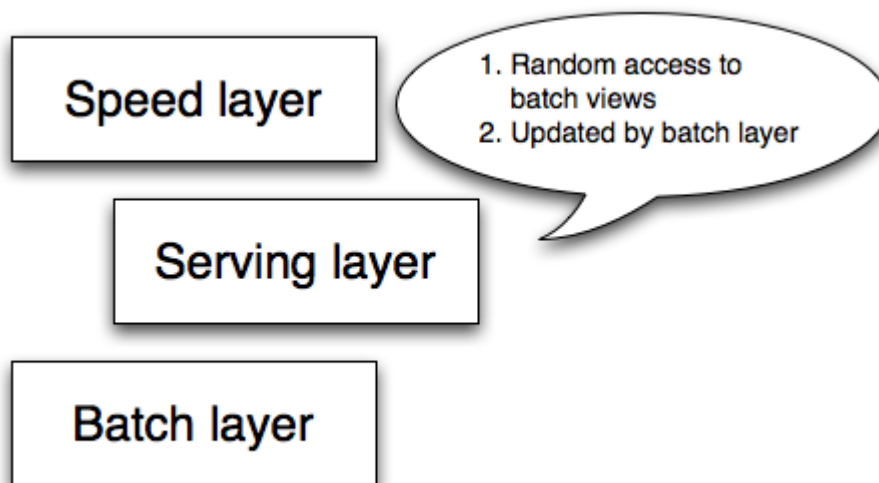 Speed layer
1. Random access to
batch views
2. Updated by batch layer
Serving layer
Batch layer